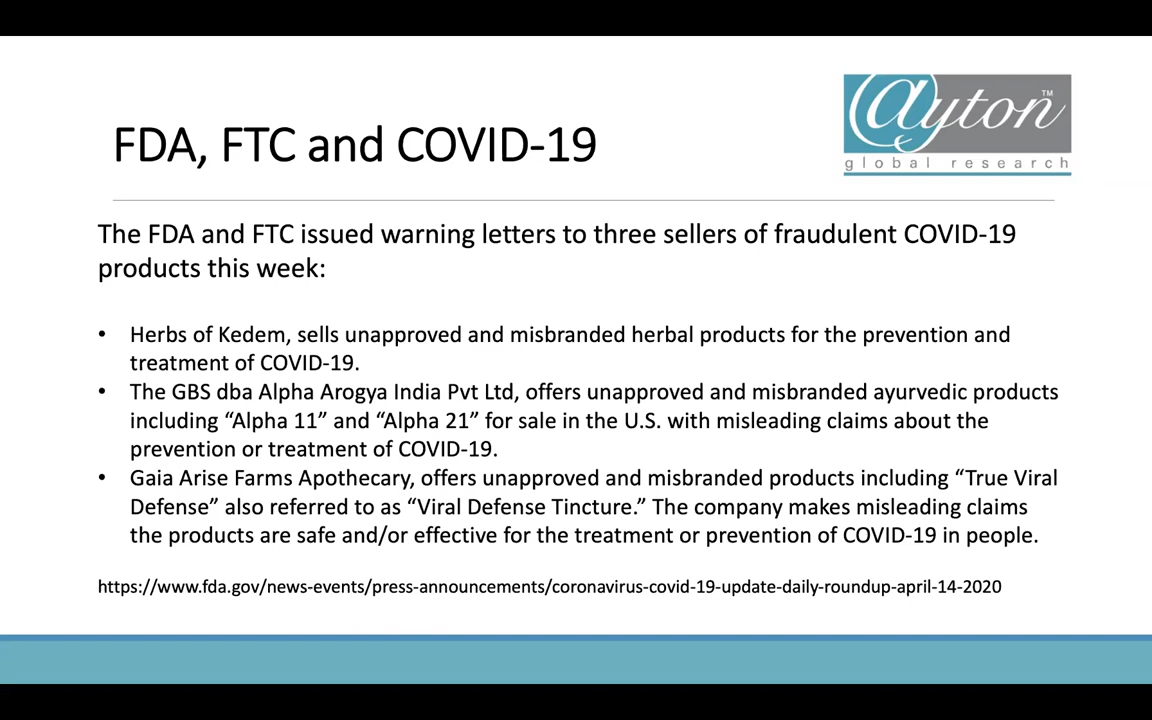 @yton™
global research
FDA, FTC and COVID-19
The FDA and FTC issued warning letters to three sellers of fraudulent COVID-19
products this week:
• Herbs of Kedem, sells unapproved and misbranded herbal products for the prevention and
treatment of COVID-19.
• The GBS dba Alpha Arogya India Pvt Ltd, offers unapproved and misbranded ayurvedic products
including “Alpha 11” and “Alpha 21” for sale in the U.S. with misleading claims about the
prevention or treatment of COVID-19.
• Gaia Arise Farms Apothecary, offers unapproved and misbranded products including “True Viral
Defense” also referred to as “Viral Defense Tincture.” The company makes misleading claims
the products are safe and/or effective for the treatment or prevention of COVID-19 in people.
https://www.fda.gov/news-events/press-announcements/coronavirus-covid-19-update-daily-roundup-april-14-2020